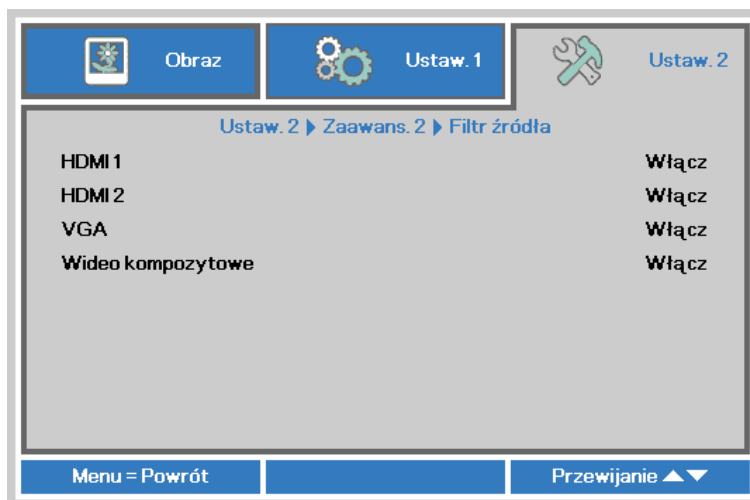 Obraz
Ustaw. 1
Ustaw. 2
Ustaw. 2 ▶ Zaawans. 2 ▶ Filtr źródła
HDMI 1 Włącz
HDMI 2 Włącz
VGA Włącz
Wideo kompozytowe Włącz
Menu = Powrót
Przewijanie ▲▼